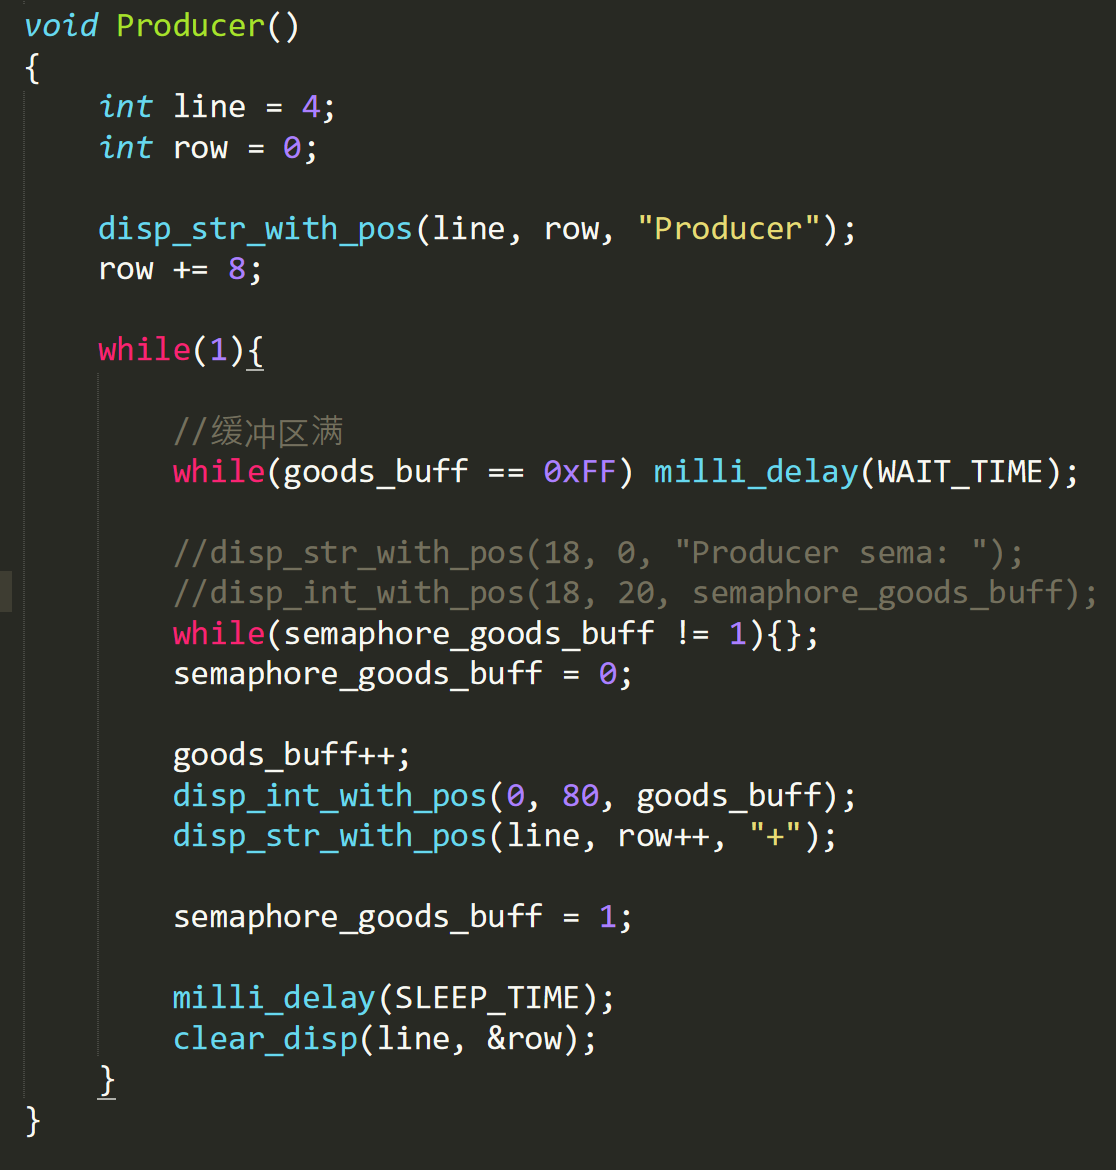 void Producer()
{
    int line = 4;
    int row = 0;

    disp_str_with_pos(line, row, "Producer");
    row += 8;

    while(1){

        //缓冲区满
        while(goods_buff == 0xFF) milli_delay(WAIT_TIME);

        //disp_str_with_pos(18, 0, "Producer sema: ");
        //disp_int_with_pos(18, 20, semaphore_goods_buff);
        while(semaphore_goods_buff != 1){};
        semaphore_goods_buff = 0;

        goods_buff++;
        disp_int_with_pos(0, 80, goods_buff);
        disp_str_with_pos(line, row++, "+");

        semaphore_goods_buff = 1;

        milli_delay(SLEEP_TIME);
        clear_disp(line, &row);
    }
}